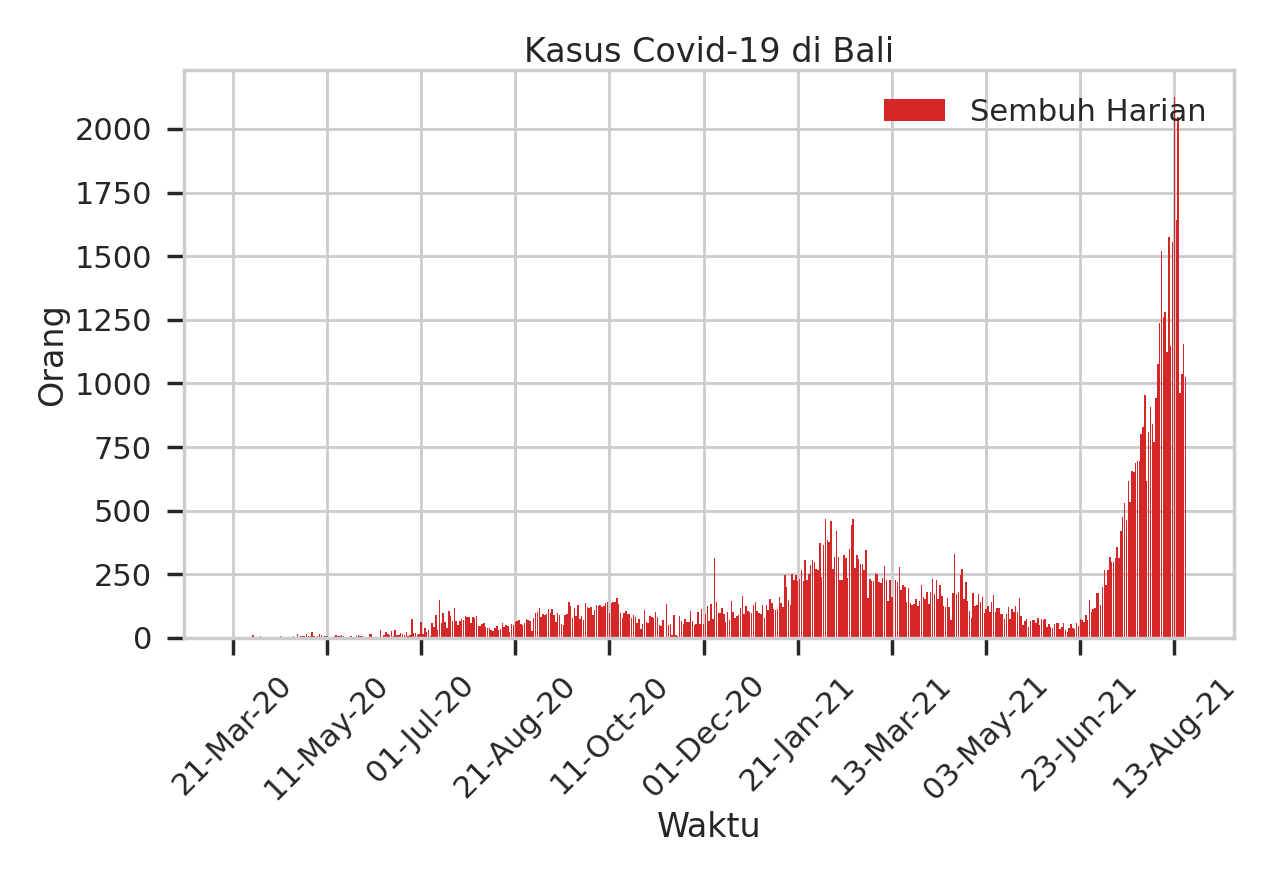 Kasus Covid-19 di Bali
Sembuh Harian
Orang
2000
1750
1500
1250
1000
750
500
250
0
21-Mar-20
11-May-20
01-Jul-20
21-Aug-20
11-Oct-20
01-Dec-20
21-Jan-21
13-Mar-21
03-May-21
23-Jun-21
13-Aug-21
Waktu